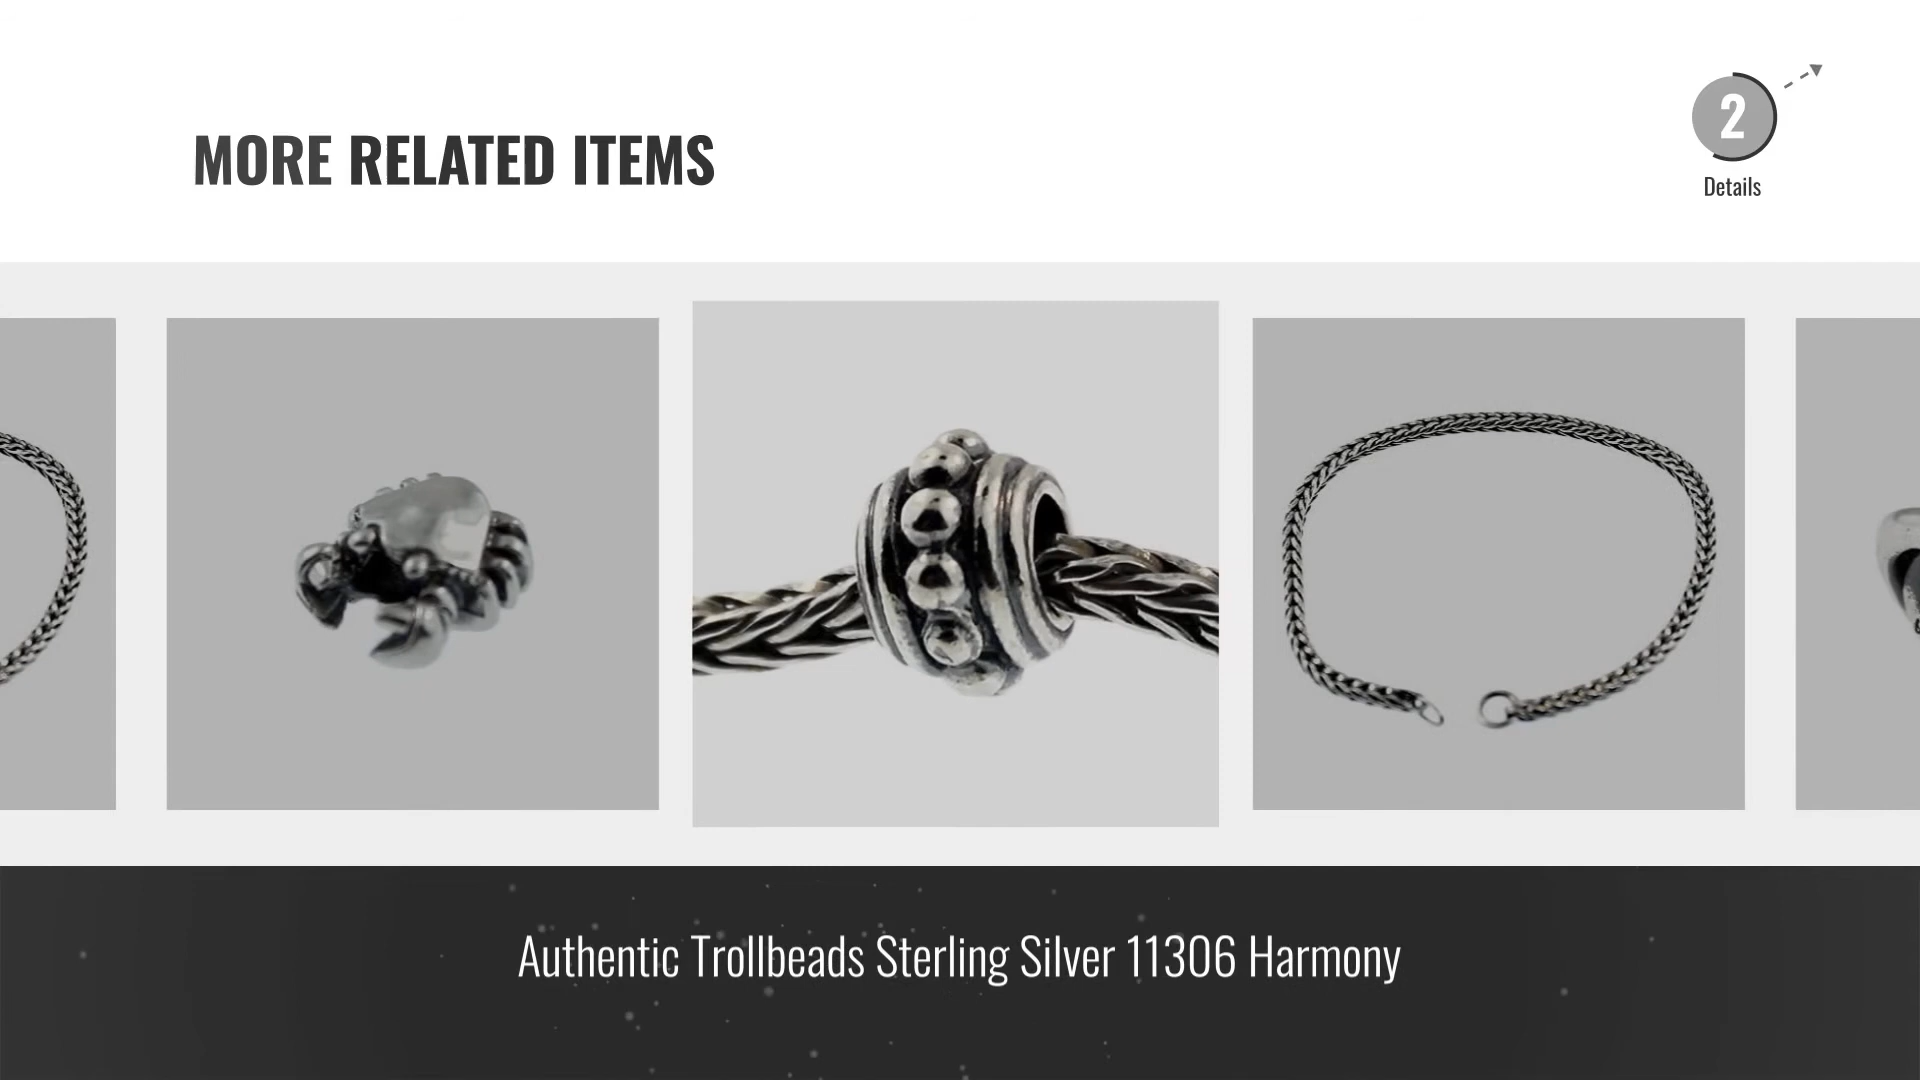 MORE RELATED ITEMS
2
Details
Authentic Trollbeads Sterling Silver 11306 Harmony